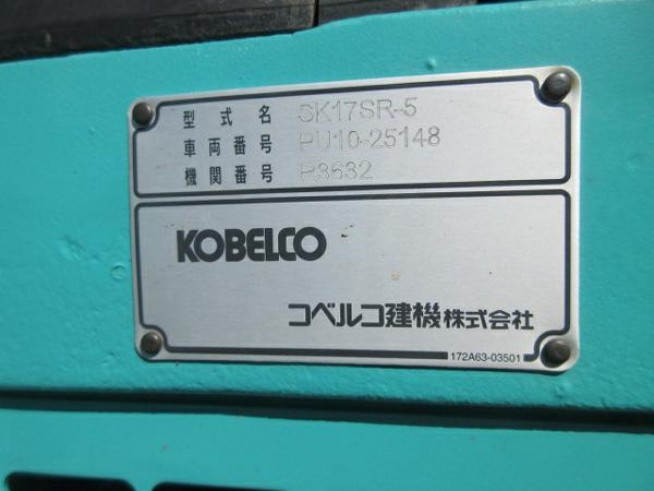 型式名 SK17SR-5
車両番号 PU10-25148
機関番号 P3632
KOBELCO
コベルコ建機株式会社
172A63-03501